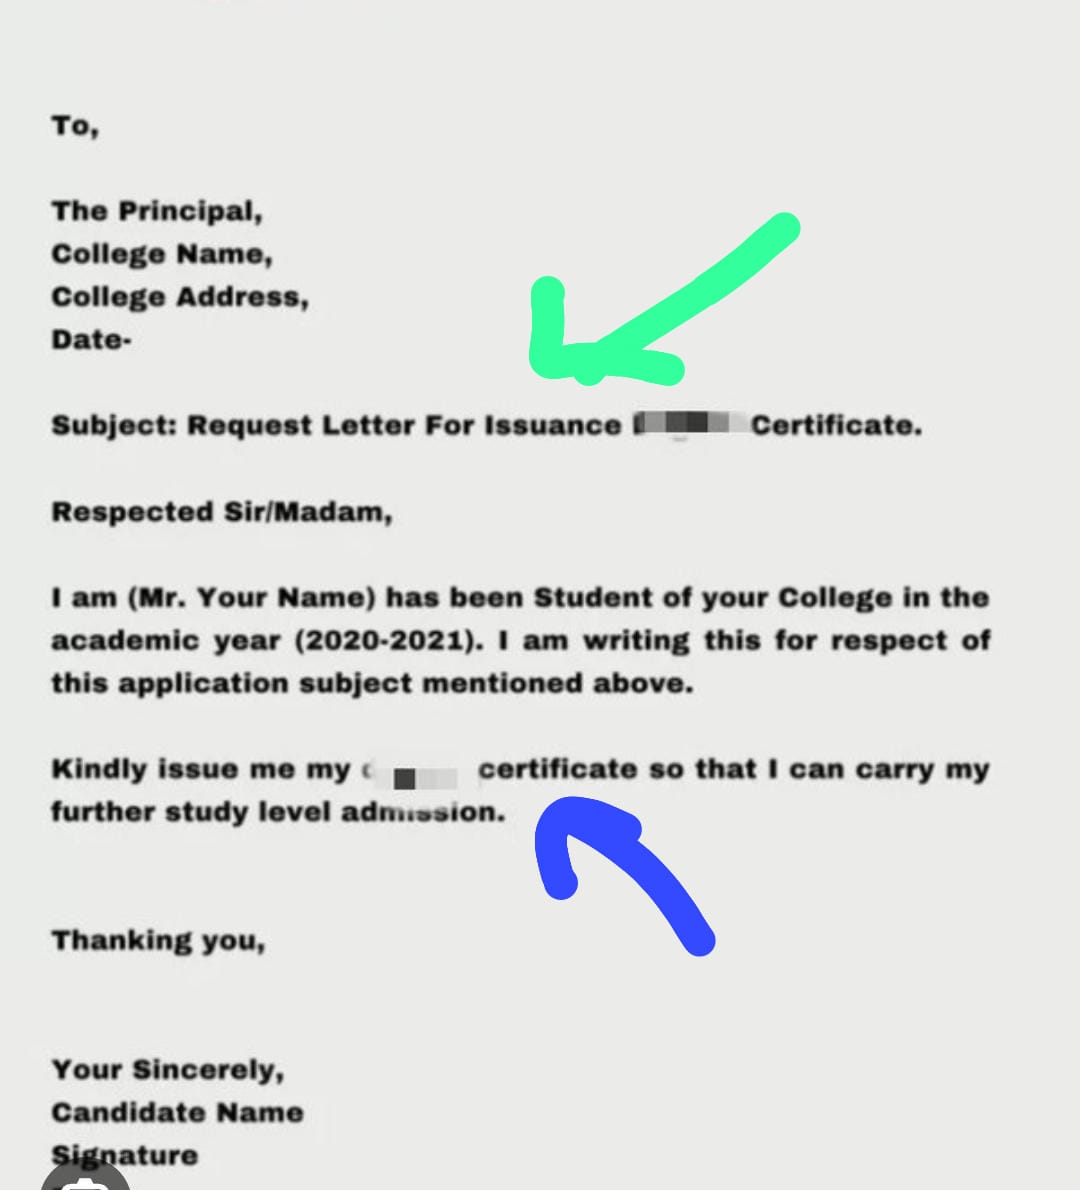 To,
The Principal,
College Name,
College Address,
Date-
Subject: Request Letter For Issuance Certificate.
Respected Sir/Madam,
I am (Mr. Your Name) has been Student of your College in the
academic year (2020-2021). I am writing this for respect of
this application subject mentioned above.
Kindly issue me my certificate so that I can carry my
further study level admission.
Thanking you,
Your Sincerely,
Candidate Name
Signature